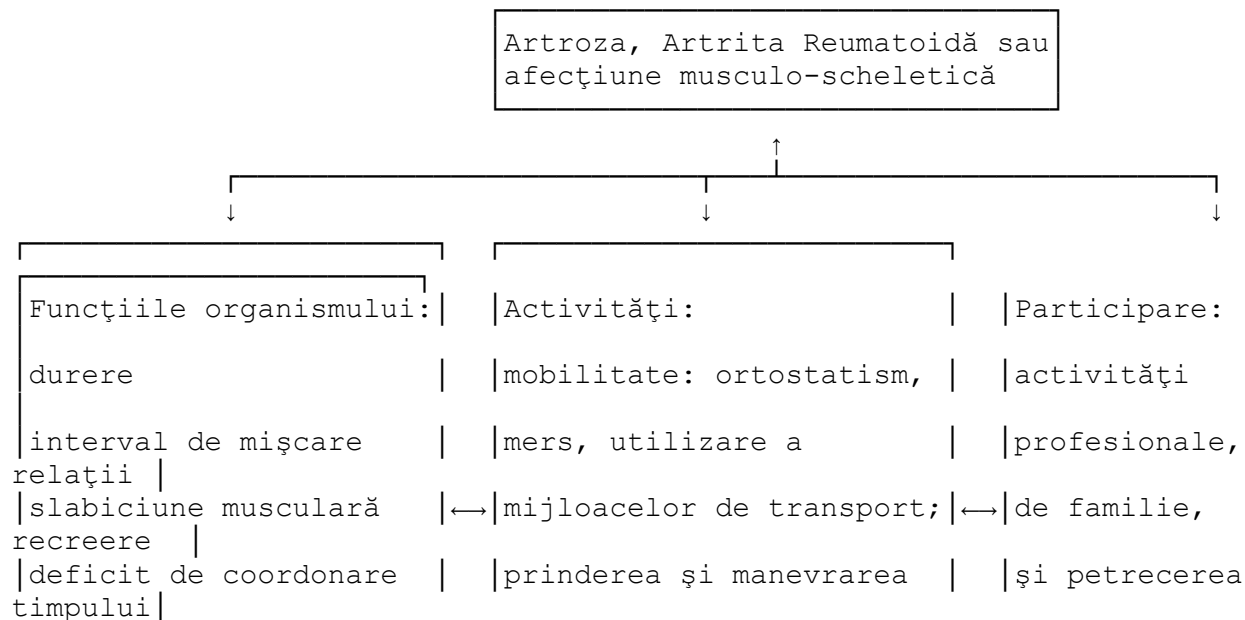 Artroza, Artrita Reumatoidă sau
afecţiune musculo-scheletică
Funcţiile organismului: Activităţi: Participare:
durere mobilitate: ortostatism, activităţi
interval de mişcare mers, utilizare a profesionale,
relaţii
slabiciune musculară mijloacelor de transport; de familie,
recreere
deficit de coordonare prinderea şi manevrarea şi petrecerea
timpului